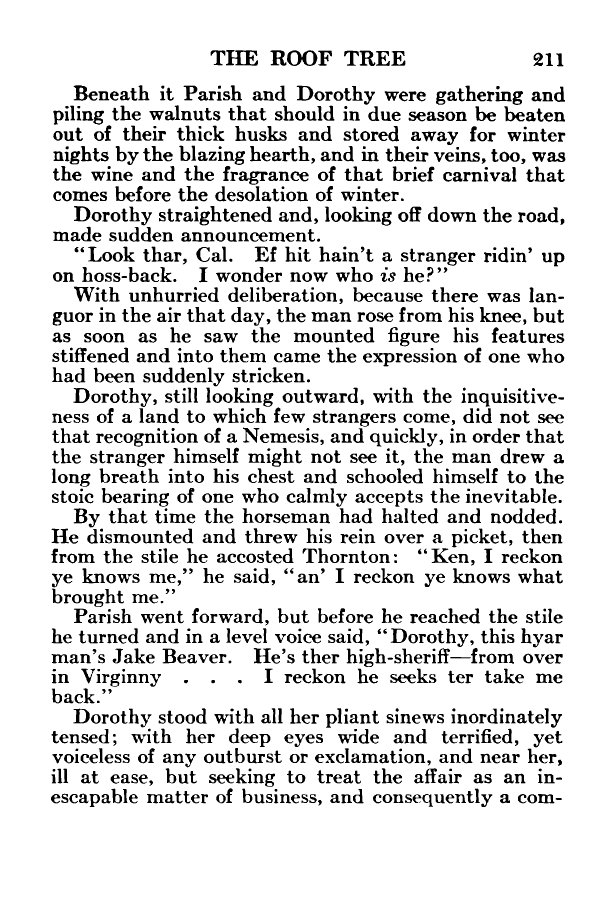 THE ROOF TREE 211
Beneath it Parish and Dorothy were gathering and
piling the walnuts that should in due season be beaten
out of their thick husks and stored away for winter
nights by the blazing hearth, and in their veins, too, was
the wine and the fragrance of that brief carnival that
comes before the desolation of winter.
Dorothy straightened and, looking off down the road,
made sudden announcement.
"Look thar, Cal. Ef hit hain't a stranger ridin' up
on hoss-back. I wonder now who is he?"
With unhurried deliberation, because there was lan-
guor in the air that day, the man rose from his knee, but
as soon as he saw the mounted figure his features
stiffened and into them came the expression of one who
had been suddenly stricken.
Dorothy, still looking outward, with the inquisitive-
ness of a land to which few strangers come, did not see
that recognition of a Nemesis, and quickly, in order that
the stranger himself might not see it, the man drew a
long breath into his chest and schooled himself to the
stoic bearing of one who calmly accepts the inevitable.
By that time the horseman had halted and nodded.
He dismounted and threw his rein over a picket, then
from the stile he accosted Thornton: "Ken, I reckon
ye knows me," he said, "an' I reckon ye knows what
brought me."
Parish went forward, but before he reached the stile
he turned and in a level voice said, "Dorothy, this hyar
man's Jake Beaver. He's ther high-sheriff—from over
in Virginny . . . I reckon he seeks ter take me
back."
Dorothy stood with all her pliant sinews inordinately
tensed; with her deep eyes wide and terrified, yet
voiceless of any outburst or exclamation, and near her,
ill at ease, but seeking to treat the affair as an in-
escapable matter of business, and consequently a com-